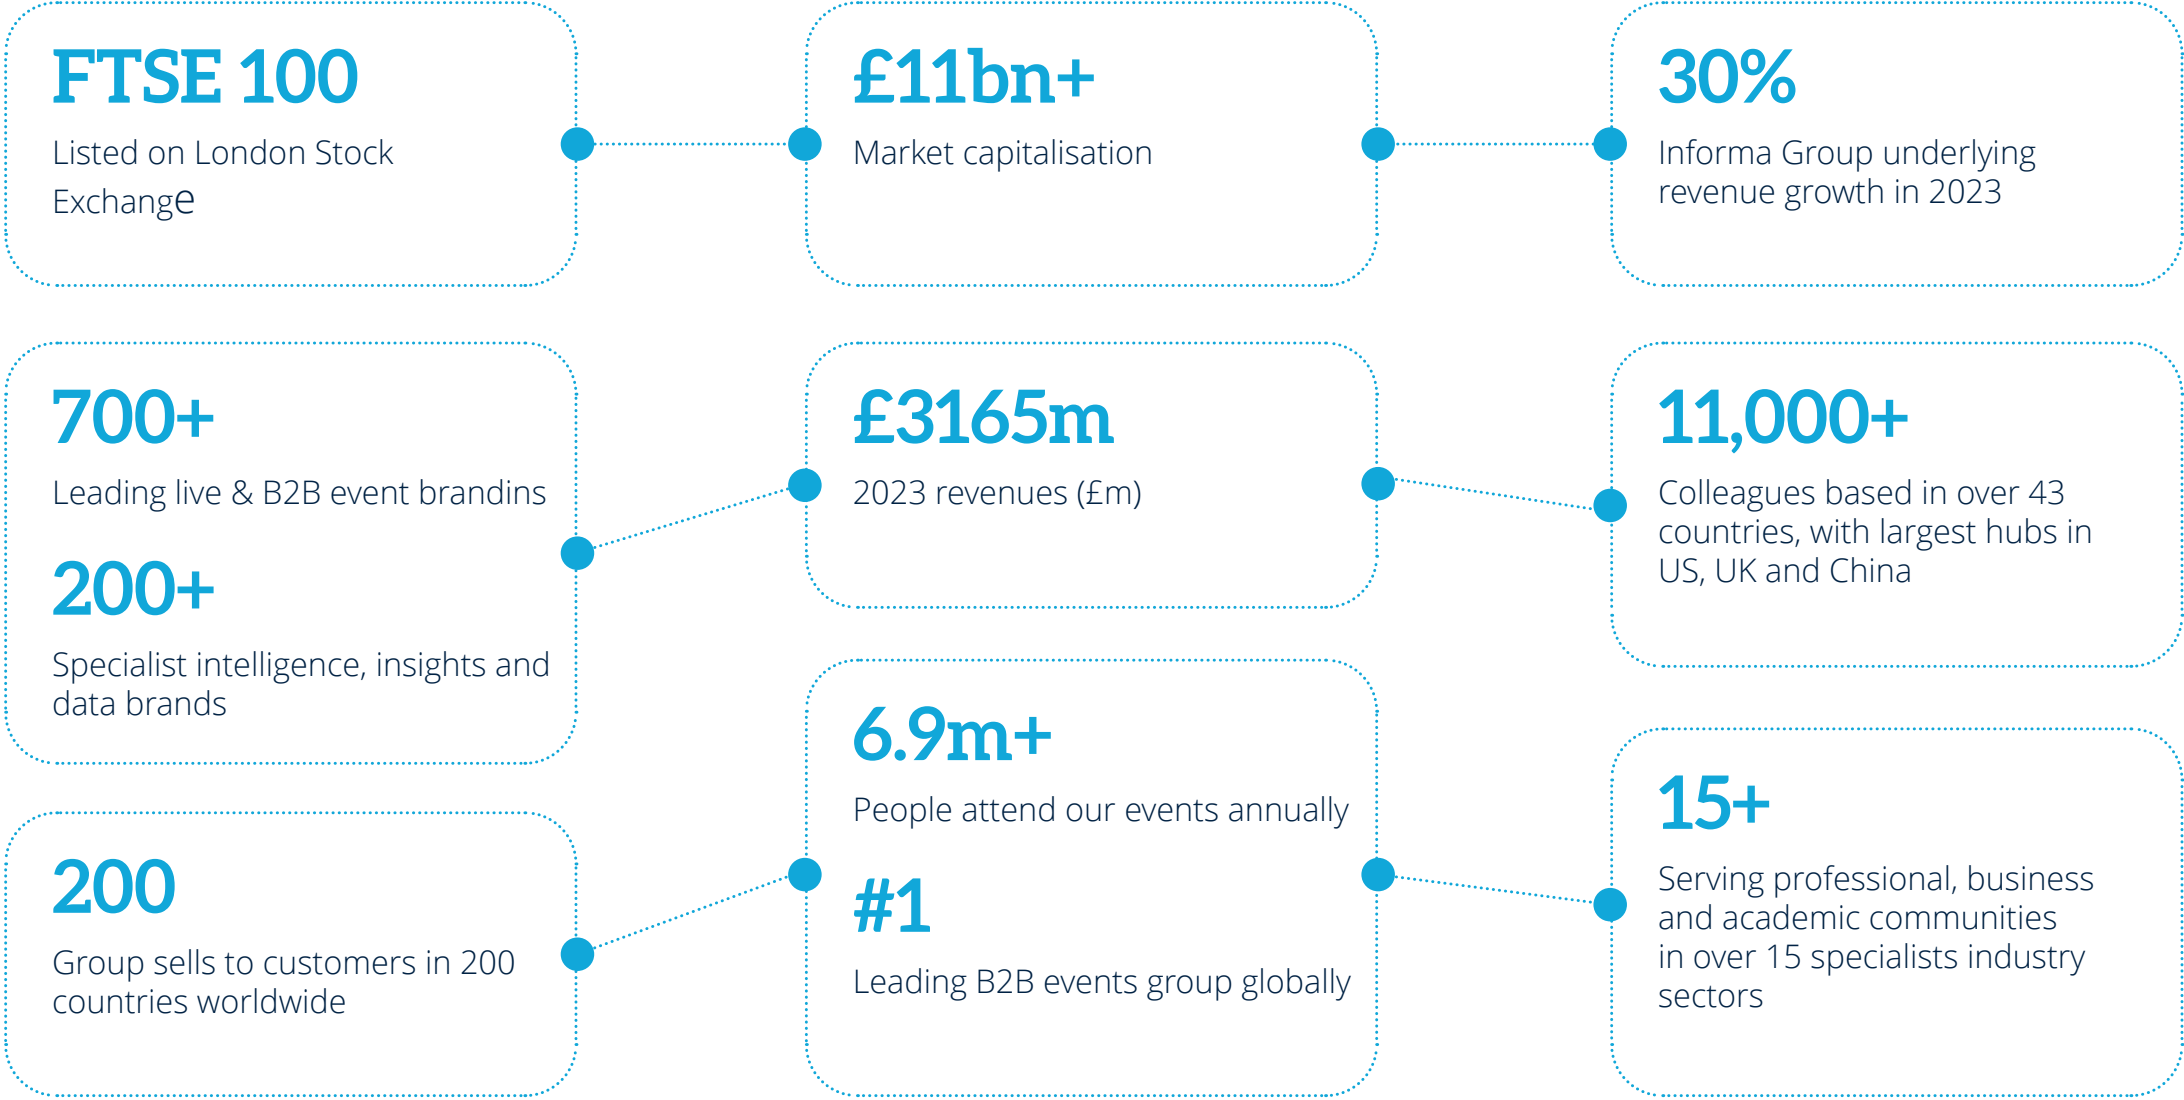 FTSE 100
Listed on London Stock
Exchange
£11bn+
Market capitalisation
30%
Informa Group underlying
revenue growth in 2023
700+
Leading live & B2B event brandins
200+
Specialist intelligence, insights and
data brands
£3165m
2023 revenues (£m)
11,000+
Colleagues based in over 43
countries, with largest hubs in
US, UK and China
200
Group sells to customers in 200
countries worldwide
6.9m+
People attend our events annually
#1
Leading B2B events group globally
15+
Serving professional, business
and academic communities
in over 15 specialists industry
sectors